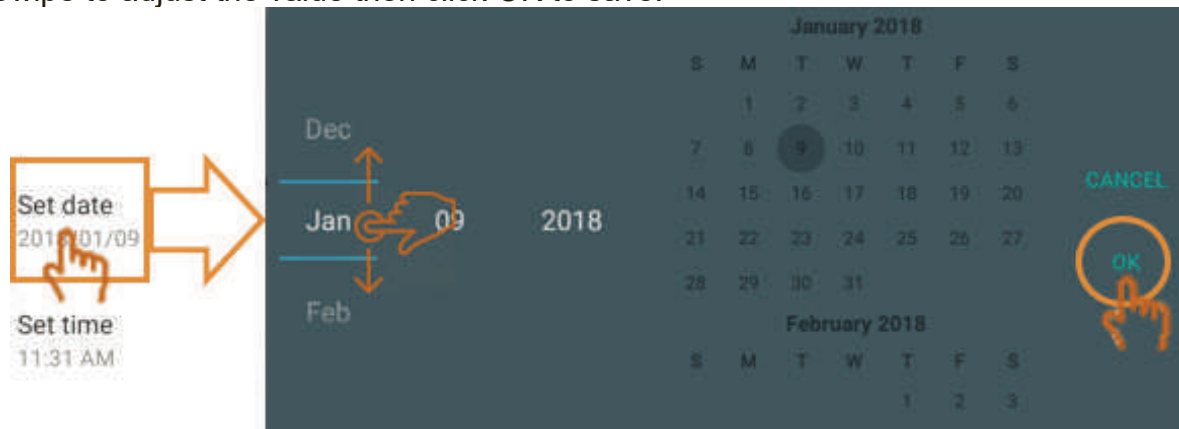 Set date
2018/01/09
Set time
11:31 AM
Dec
Jan 09 2018
Feb
January 2018
S M T W T F S
1 2 3 4 5 6
7 8 9 10 11 12 13
14 15 16 17 18 19 20
21 22 23 24 25 26 27
28 29 30 31
February 2018
S M T W T F S
1 2 3
CANCEL
OK